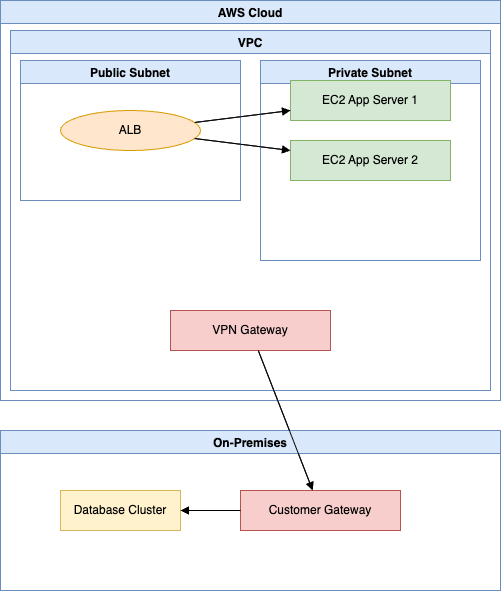 AWS Cloud
VPC
Public Subnet
Private Subnet
ALB
EC2 App Server 1
EC2 App Server 2
VPN Gateway
On-Premises
Database Cluster
Customer Gateway